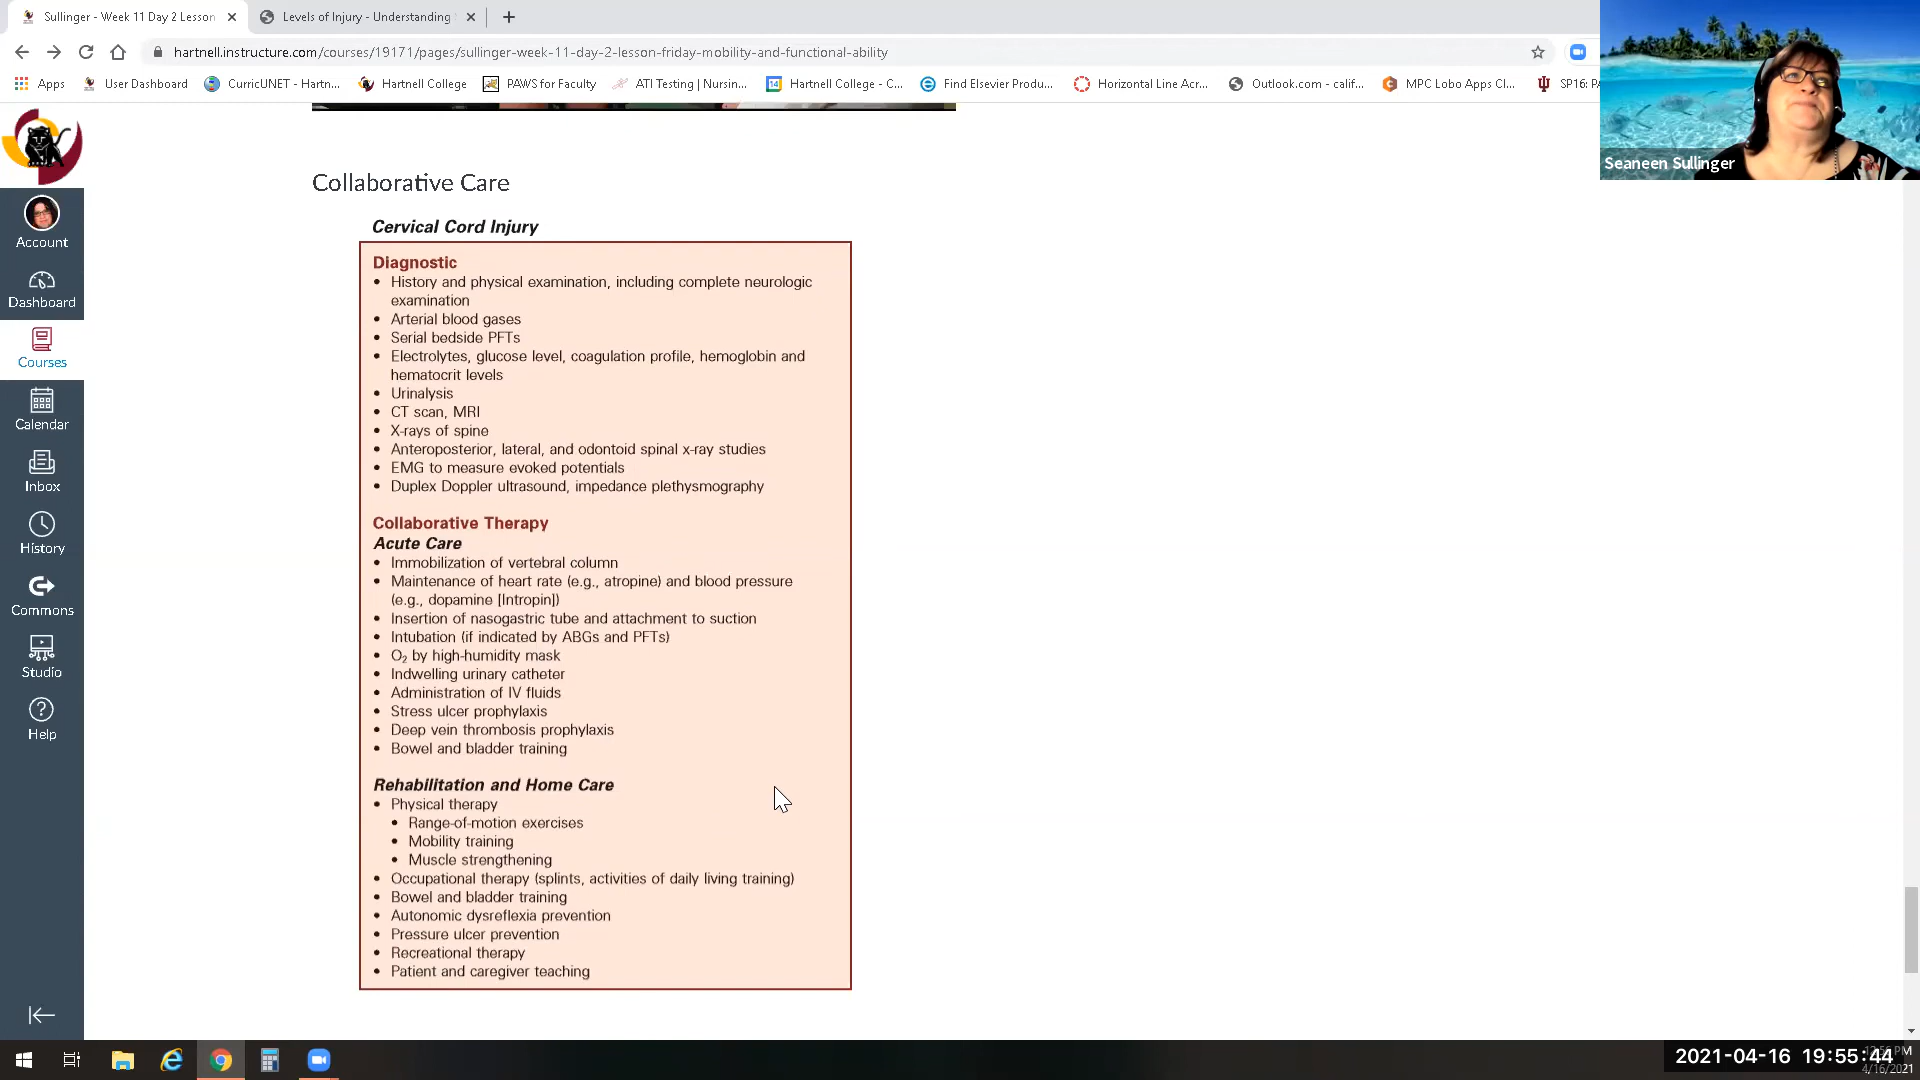 Sullinger - Week 11 Day 2 Lesson
Levels of Injury - Understanding
hartnell.instructure.com/courses/19171/pages/sullinger-week-11-day-2-lesson-friday-mobility-and-functional-ability
Apps
User Dashboard
CurricUNET - Hartn...
Hartnell College
PAWS for Faculty
ATI Testing | Nursin...
Hartnell College - C...
Find Elsevier Produ...
Horizontal Line Acr...
Outlook.com - calif...
MPC Lobo Apps Cl...
SP16: PA
Seaneen Sullinger
Account
Dashboard
Courses
Calendar
Inbox
History
Commons
Studio
Help
Collaborative Care
Cervical Cord Injury
Diagnostic
• History and physical examination, including complete neurologic
examination
• Arterial blood gases
• Serial bedside PFTs
• Electrolytes, glucose level, coagulation profile, hemoglobin and
hematocrit levels
• Urinalysis
• CT scan, MRI
• X-rays of spine
• Anteroposterior, lateral, and odontoid spinal x-ray studies
• EMG to measure evoked potentials
• Duplex Doppler ultrasound, impedance plethysmography
Collaborative Therapy
Acute Care
• Immobilization of vertebral column
• Maintenance of heart rate (e.g., atropine) and blood pressure
(e.g., dopamine [Intropin])
• Insertion of nasogastric tube and attachment to suction
• Intubation (if indicated by ABGs and PFTs)
• O₂ by high-humidity mask
• Indwelling urinary catheter
• Administration of IV fluids
• Stress ulcer prophylaxis
• Deep vein thrombosis prophylaxis
• Bowel and bladder training
Rehabilitation and Home Care
• Physical therapy
• Range-of-motion exercises
• Mobility training
• Muscle strengthening
• Occupational therapy (splints, activities of daily living training)
• Bowel and bladder training
• Autonomic dysreflexia prevention
• Pressure ulcer prevention
• Recreational therapy
• Patient and caregiver teaching
2021-04-16 19:55:44
4/16/2021